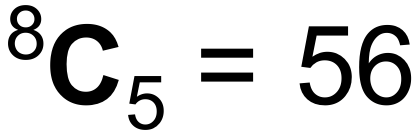 ⁸C₅ = 56